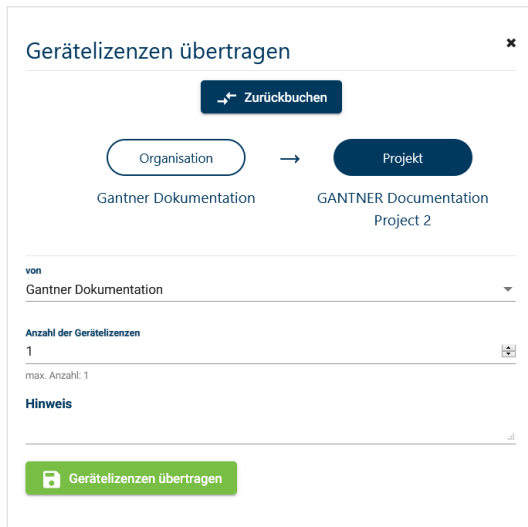 Gerätelizenzen übertragen
Zurückbuchen
Organisation → Projekt
Gantner Dokumentation GANTNER Documentation
Project 2
von
Gantner Dokumentation
Anzahl der Gerätelizenzen
1
max. Anzahl: 1
Hinweis
Gerätelizenzen übertragen